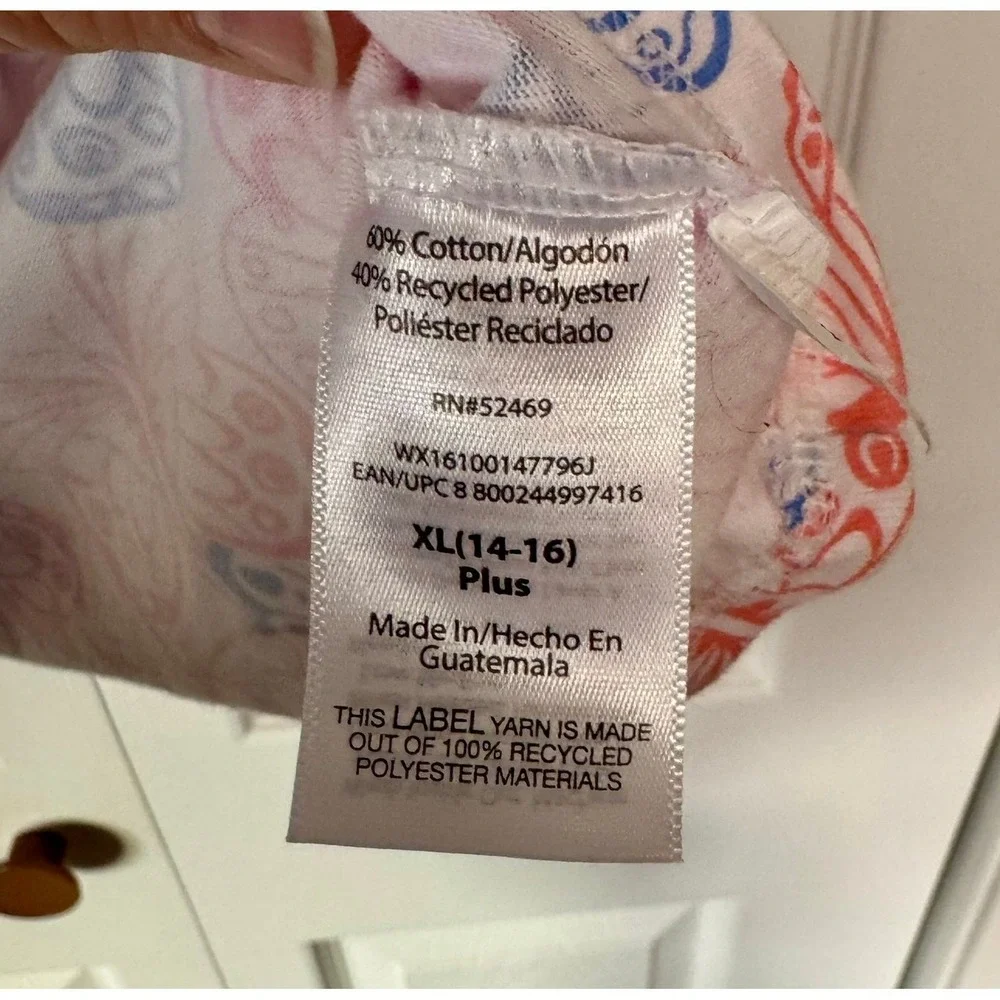 60% Cotton/Algodón
40% Recycled Polyester/
Poliéster Reciclado
RN#52469
WX16100147796J
EAN/UPC 8 800244997416
XL(14-16)
Plus
Made In/Hecho En
Guatemala
THIS LABEL YARN IS MADE
OUT OF 100% RECYCLED
POLYESTER MATERIALS